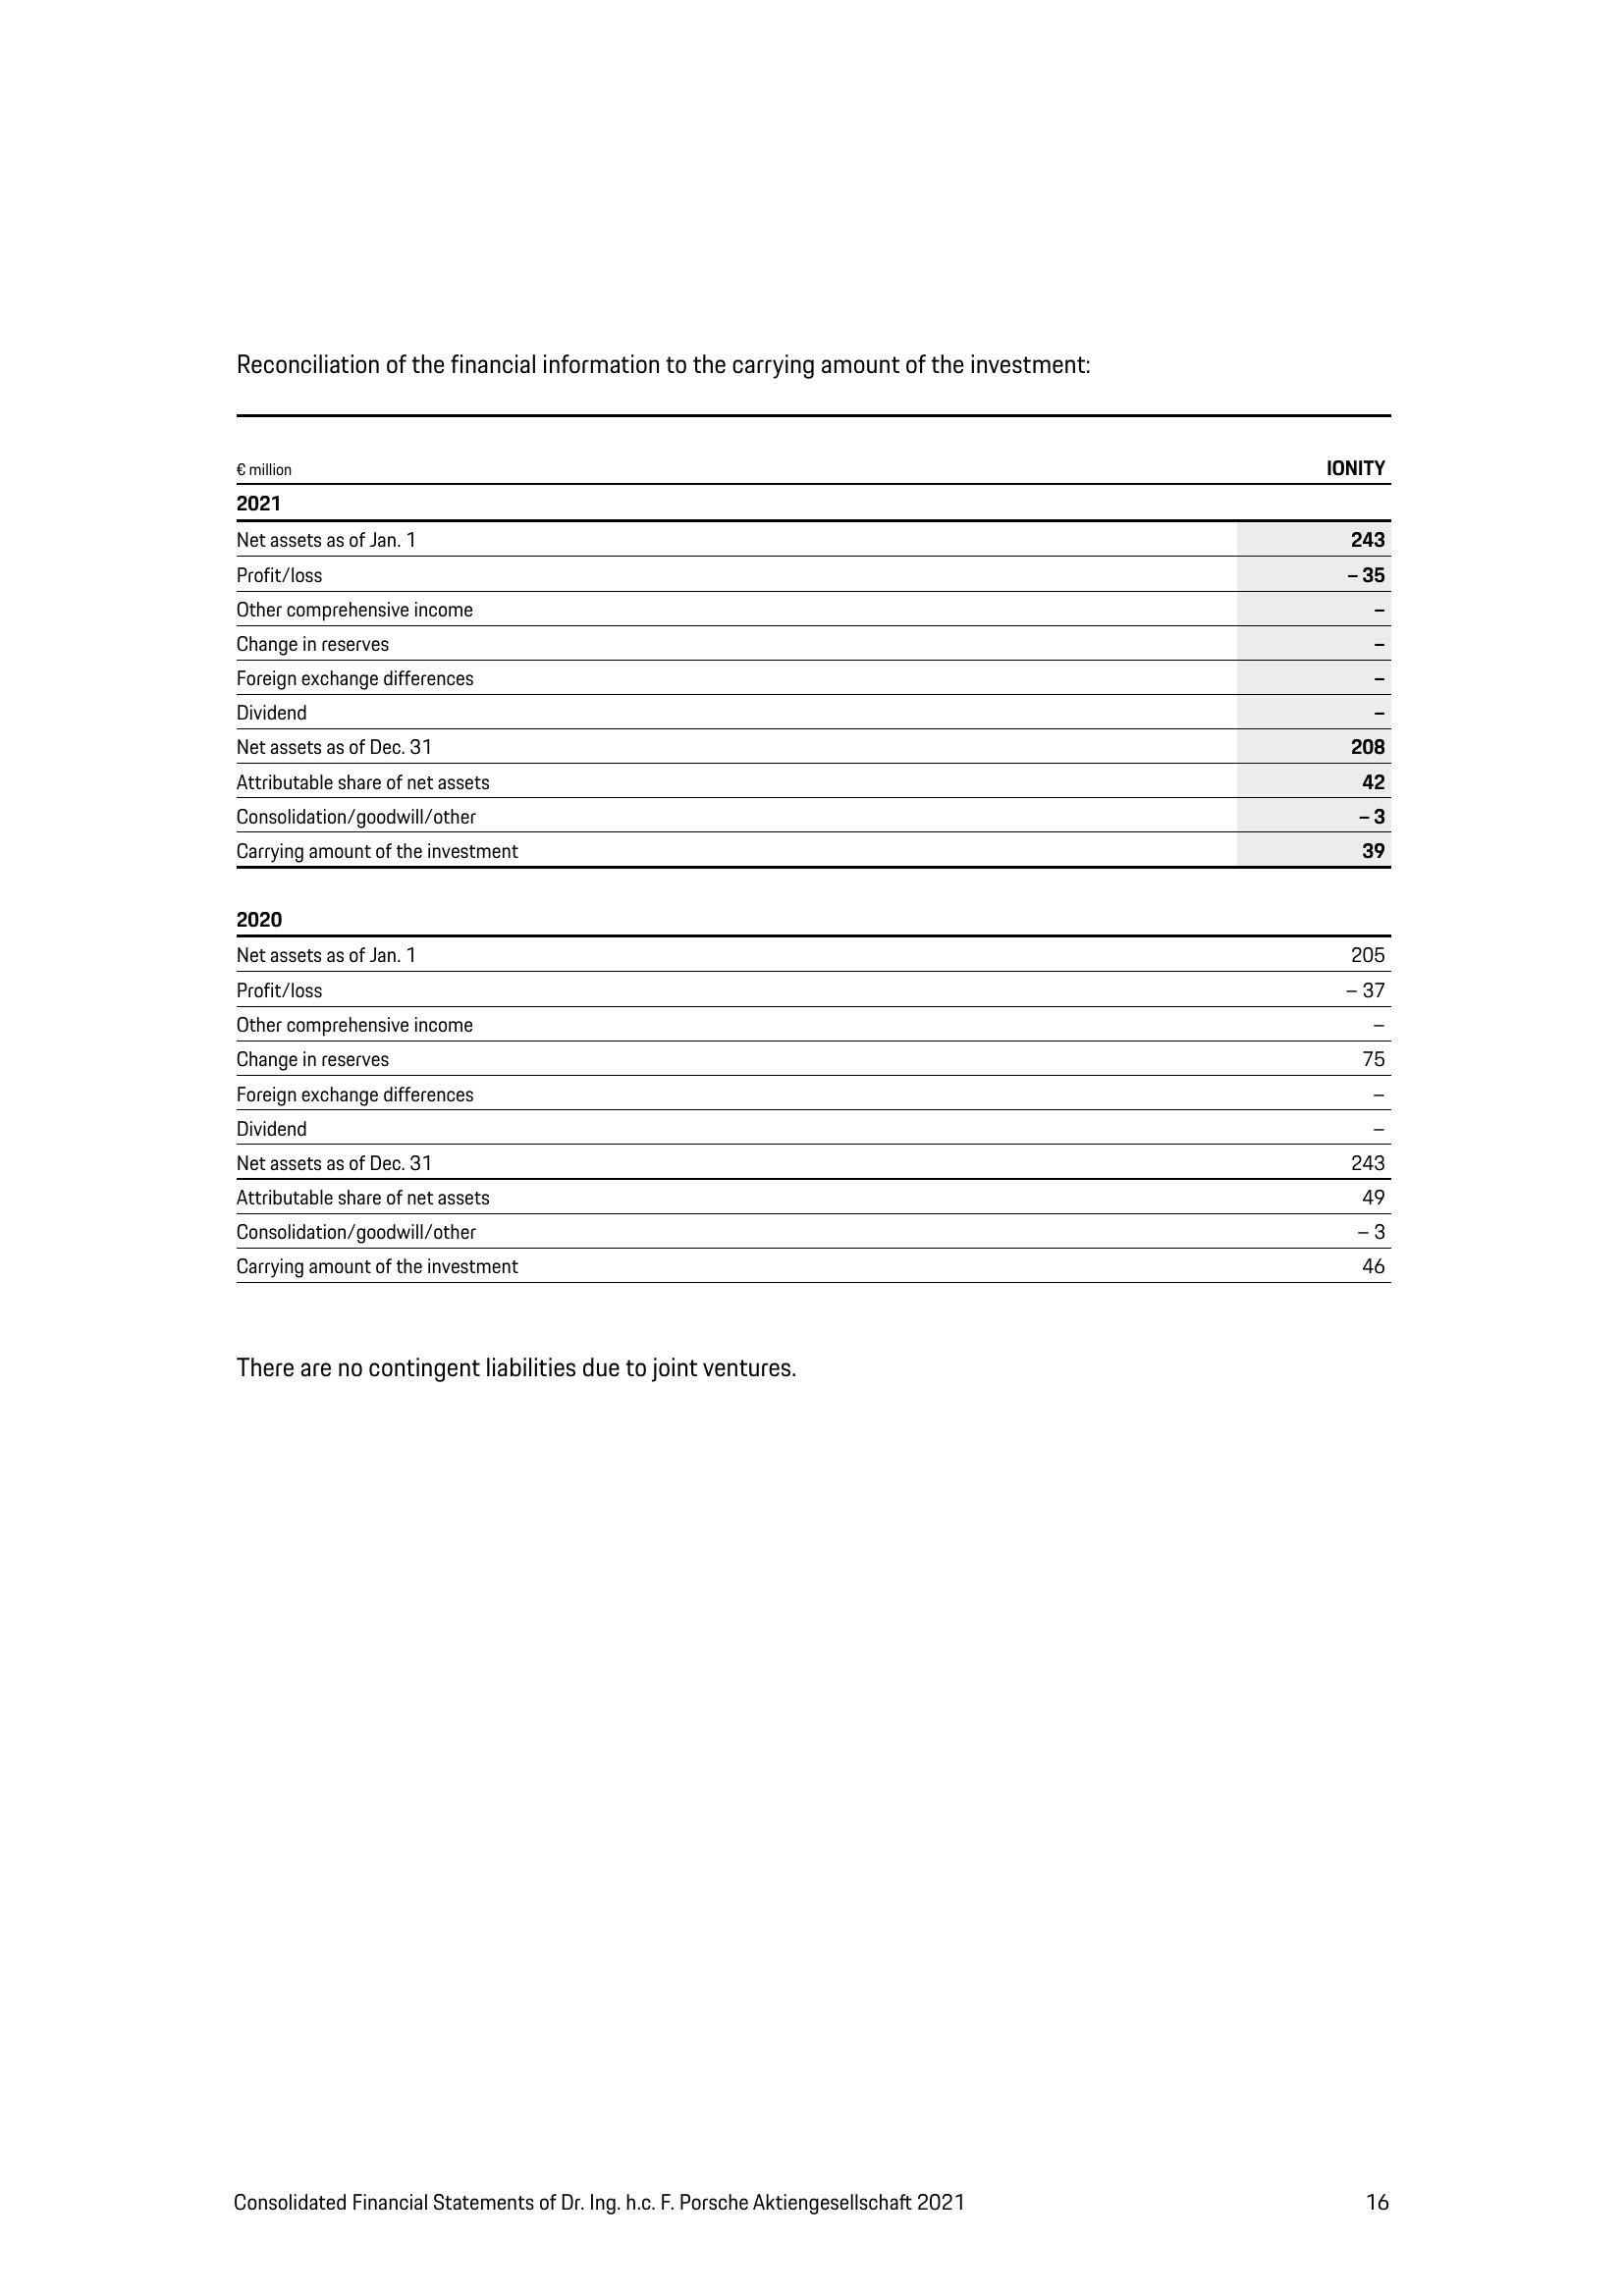 Reconciliation of the financial information to the carrying amount of the investment:
€ million IONITY
2021
Net assets as of Jan. 1 243
Profit/loss – 35
Other comprehensive income –
Change in reserves –
Foreign exchange differences –
Dividend –
Net assets as of Dec. 31 208
Attributable share of net assets 42
Consolidation/goodwill/other – 3
Carrying amount of the investment 39
2020
Net assets as of Jan. 1 205
Profit/loss – 37
Other comprehensive income –
Change in reserves 75
Foreign exchange differences –
Dividend –
Net assets as of Dec. 31 243
Attributable share of net assets 49
Consolidation/goodwill/other – 3
Carrying amount of the investment 46
There are no contingent liabilities due to joint ventures.
Consolidated Financial Statements of Dr. Ing. h.c. F. Porsche Aktiengesellschaft 2021 16